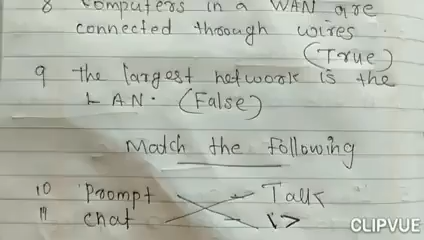 8 Computers in a WAN are
connected through wires.
(True)
9 the largest network is the
LAN. (False)
Match the following
10 Prompt Talk
11 chat \>
CLIPVUE